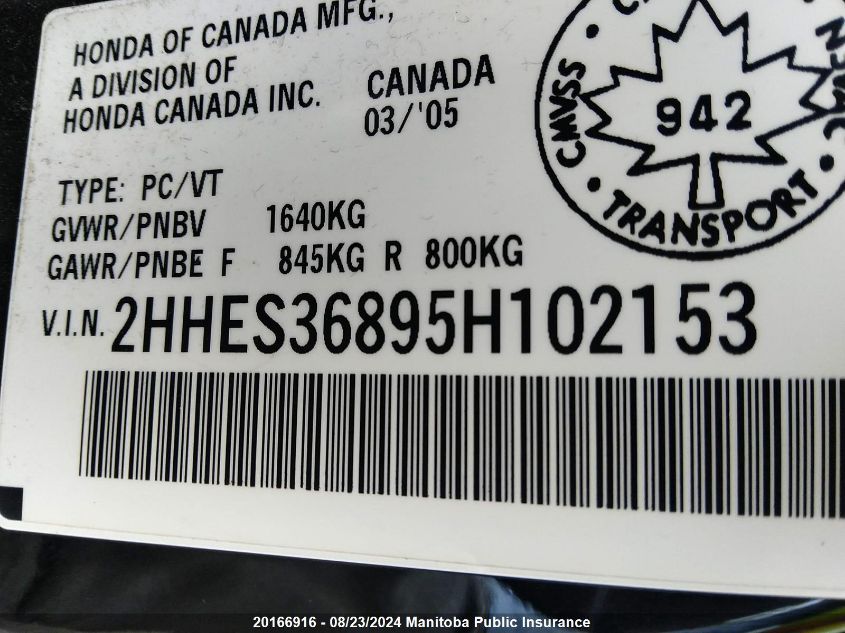 HONDA OF CANADA MFG.,
A DIVISION OF
HONDA CANADA INC.
CANADA
03/'05
TYPE: PC/VT
GVWR/PNBV 1640KG
GAWR/PNBE F 845KG R 800KG
V.I.N. 2HHES36895H102153
CMVSS
942
TRANSPORT
20166916 - 08/23/2024 Manitoba Public Insurance